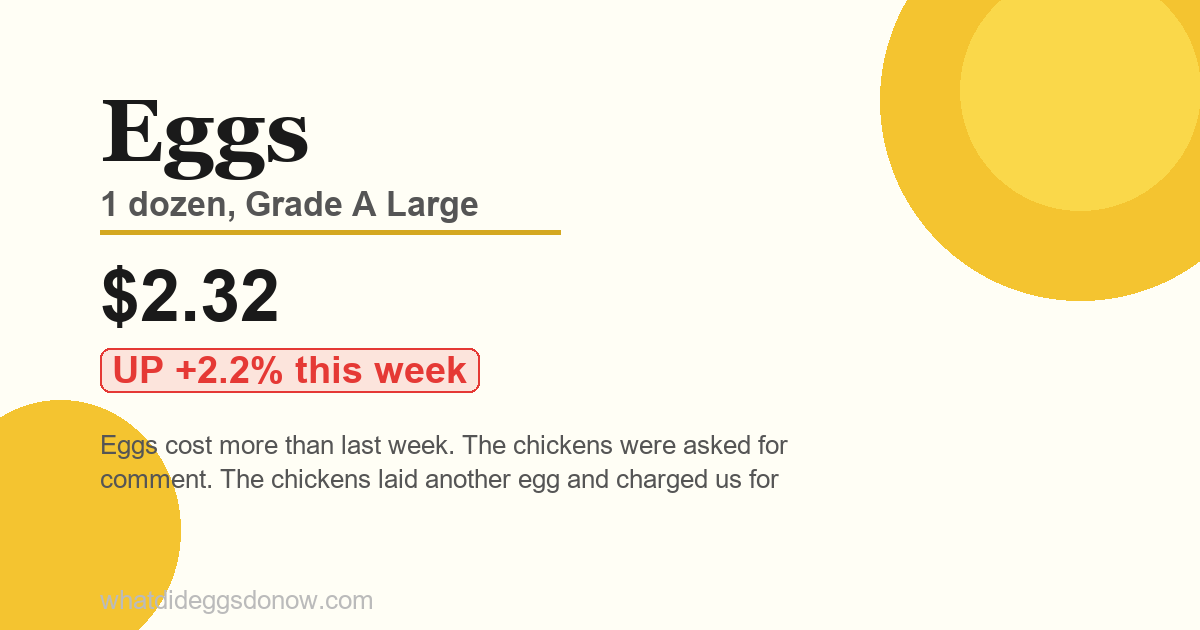 Eggs
1 dozen, Grade A Large
$2.32
UP +2.2% this week
Eggs cost more than last week. The chickens were asked for
comment. The chickens laid another egg and charged us for
whatdideggsdonow.com